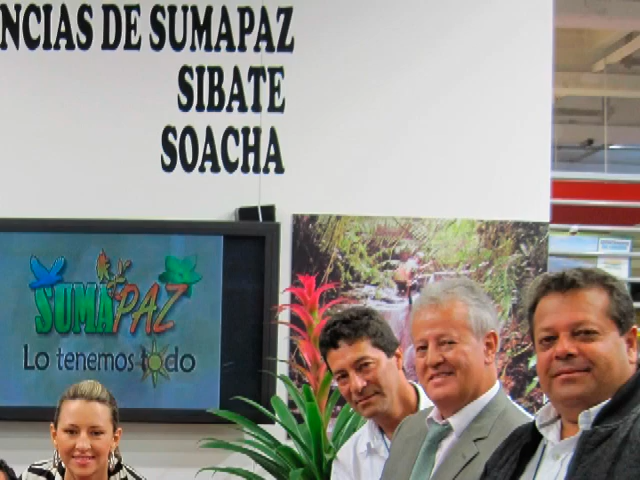 NCIAS DE SUMAPAZ
SIBATE
SOACHA
SUMAPAZ
Lo tenemos todo